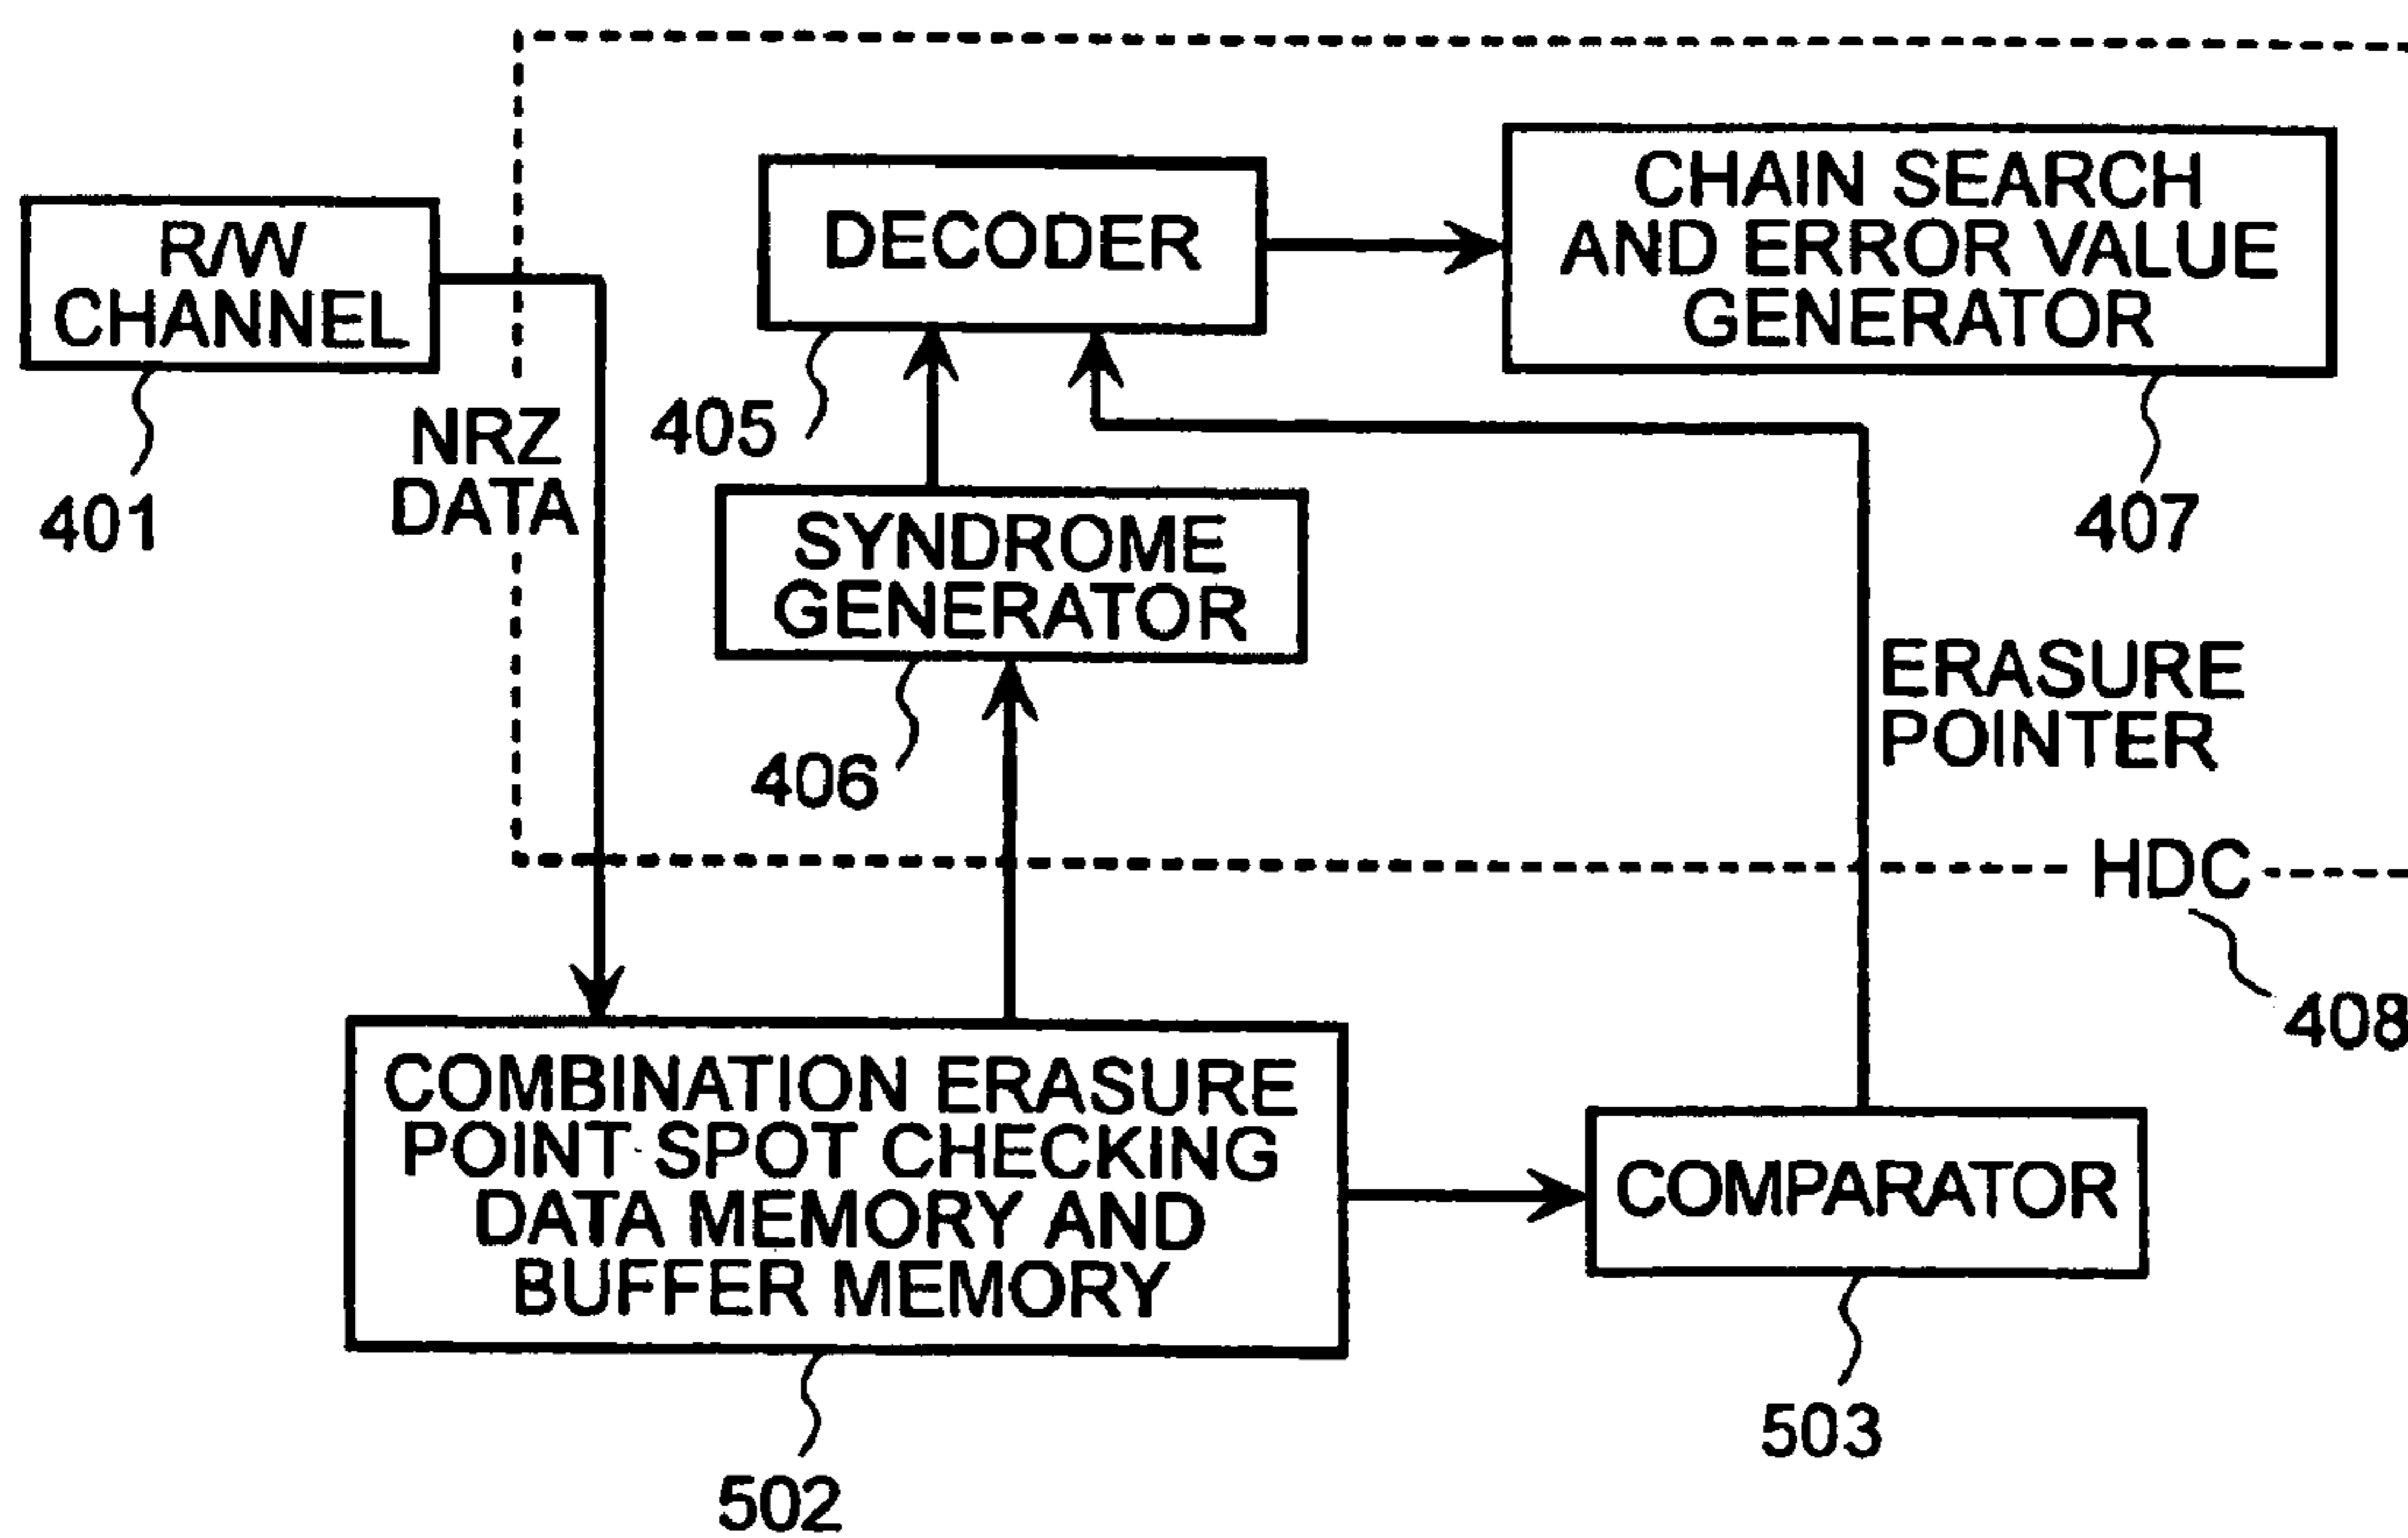 R/W
CHANNEL
401
NRZ
DATA
DECODER
405
CHAIN SEARCH
AND ERROR VALUE
GENERATOR
407
SYNDROME
GENERATOR
406
ERASURE
POINTER
HDC
408
COMBINATION ERASURE
POINT SPOT CHECKING
DATA MEMORY AND
BUFFER MEMORY
502
COMPARATOR
503